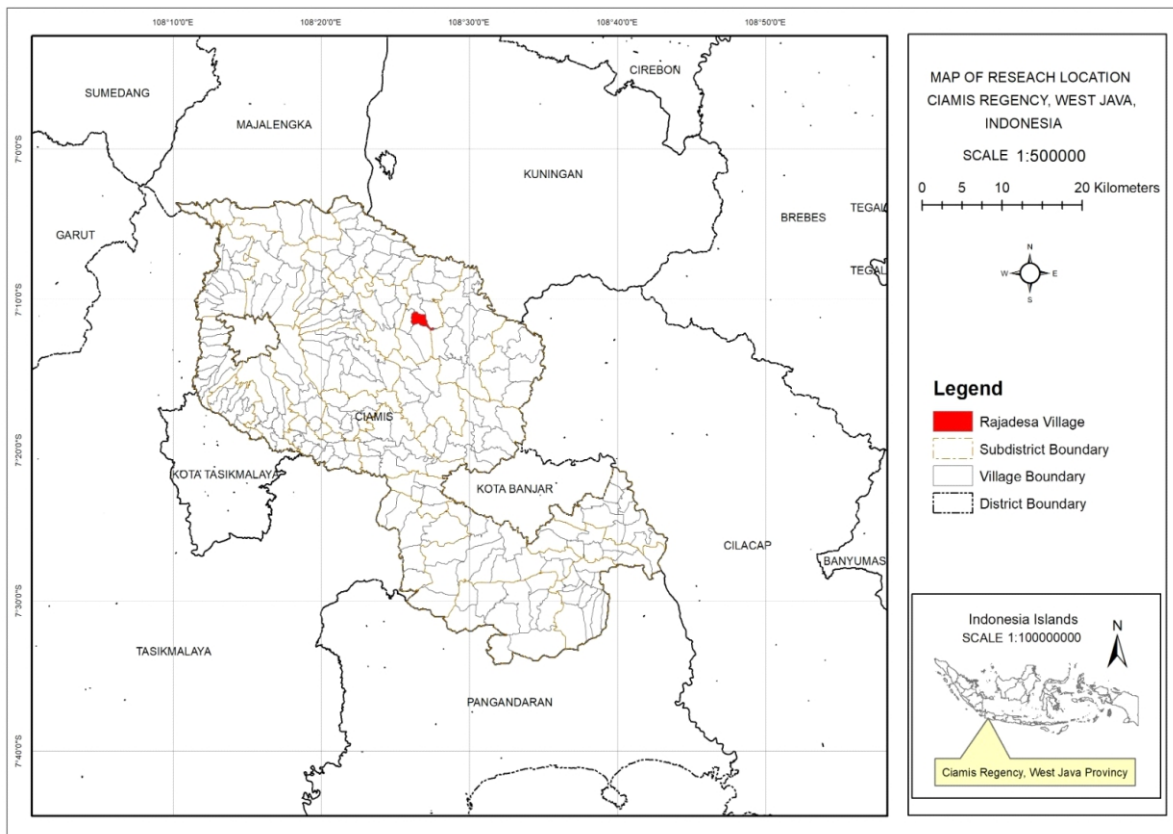 108°10'0"E
108°20'0"E
108°30'0"E
108°40'0"E
108°50'0"E
7°0'0"S
7°10'0"S
7°20'0"S
7°30'0"S
7°40'0"S
SUMEDANG
MAJALENGKA
CIREBON
KUNINGAN
BREBES
TEGAL
TEGAL
GARUT
CIAMIS
KOTA TASIKMALAYA
KOTA BANJAR
CILACAP
BANYUMAS
TASIKMALAYA
PANGANDARAN
MAP OF RESEACH LOCATION
CIAMIS REGENCY, WEST JAVA,
INDONESIA
SCALE 1:500000
0 5 10 20 Kilometers
N
W E
S
Legend
Rajadesa Village
Subdistrict Boundary
Village Boundary
District Boundary
Indonesia Islands
SCALE 1:100000000
N
Ciamis Regency, West Java Provincy